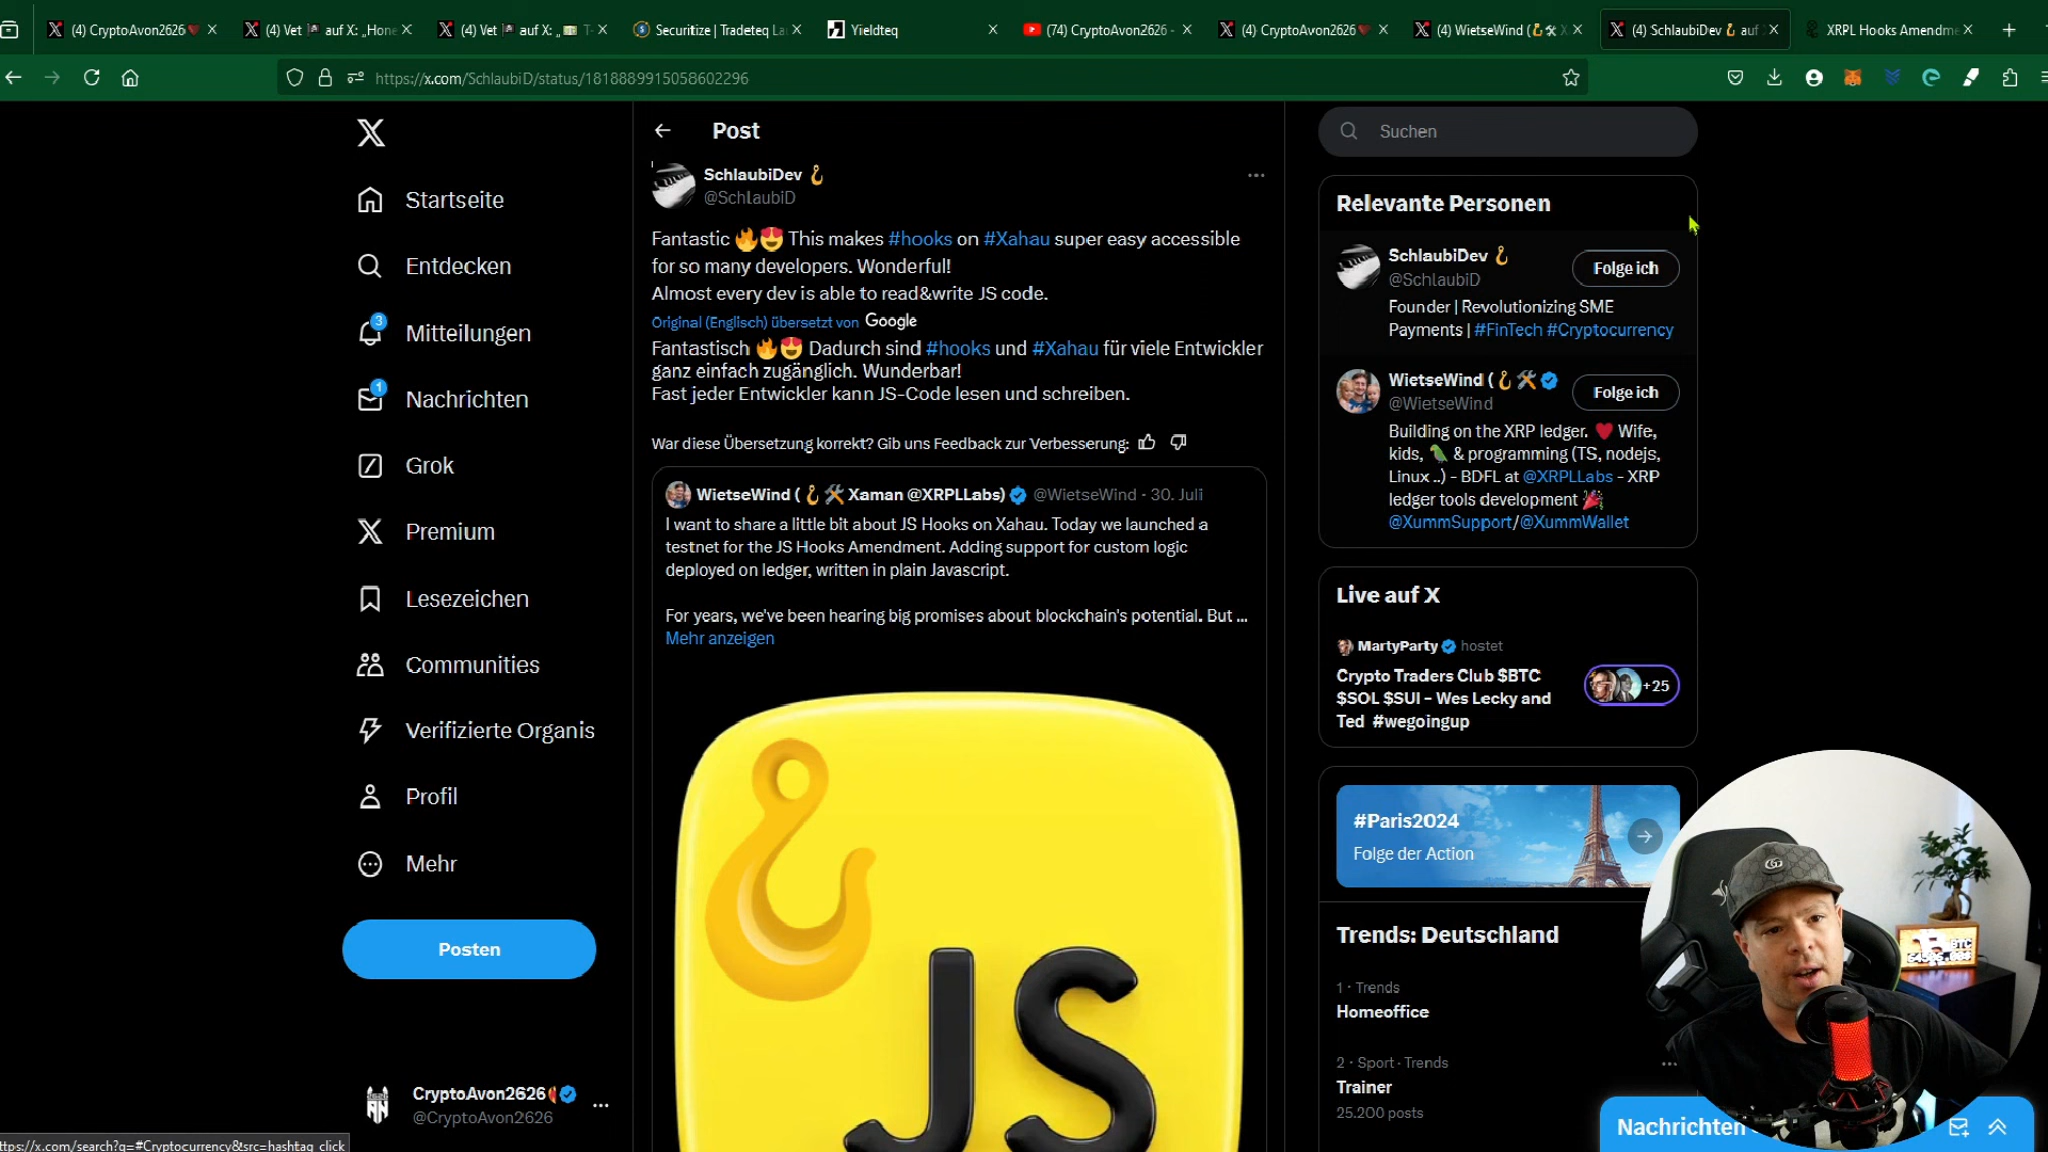 (4) CryptoAvon2626
(4) Vet auf X: „Hone
(4) Vet auf X: „ T-
Securitize | Tradeteq La
Yieldteq
(74) CryptoAvon2626 -
(4) CryptoAvon2626
(4) WietseWind (
(4) SchlaubiDev auf
XRPL Hooks Amendme
https://x.com/SchlaubiD/status/1818889915058602296
Startseite
Entdecken
3
Mitteilungen
1
Nachrichten
Grok
Premium
Lesezeichen
Communities
Verifizierte Organis
Profil
Mehr
Posten
CryptoAvon2626
@CryptoAvon2626
ttps://x.com/search?q=#Cryptocurrency&src=hashtag_click
Post
SchlaubiDev
@SchlaubiD
Fantastic 🔥😍 This makes #hooks on #Xahau super easy accessible
for so many developers. Wonderful!
Almost every dev is able to read&write JS code.
Original (Englisch) übersetzt von Google
Fantastisch 🔥😍 Dadurch sind #hooks und #Xahau für viele Entwickler
ganz einfach zugänglich. Wunderbar!
Fast jeder Entwickler kann JS-Code lesen und schreiben.
War diese Übersetzung korrekt? Gib uns Feedback zur Verbesserung:
WietseWind (🪝🛠 Xaman @XRPLLabs) @WietseWind · 30. Juli
I want to share a little bit about JS Hooks on Xahau. Today we launched a
testnet for the JS Hooks Amendment. Adding support for custom logic
deployed on ledger, written in plain Javascript.
For years, we've been hearing big promises about blockchain's potential. But ...
Mehr anzeigen
JS
Suchen
Relevante Personen
SchlaubiDev
@SchlaubiD
Folge ich
Founder | Revolutionizing SME
Payments | #FinTech #Cryptocurrency
WietseWind (🪝🛠
@WietseWind
Folge ich
Building on the XRP ledger. ♥ Wife,
kids, 🦜 & programming (TS, nodejs,
Linux ..) - BDFL at @XRPLLabs - XRP
ledger tools development 🎉
@XummSupport/@XummWallet
Live auf X
MartyParty hostet
Crypto Traders Club $BTC
$SOL $SUI - Wes Lecky and
Ted #wegoingup
+25
#Paris2024
Folge der Action
Trends: Deutschland
1 · Trends
Homeoffice
2 · Sport · Trends
Trainer
25.200 posts
Nachrichten
BTC